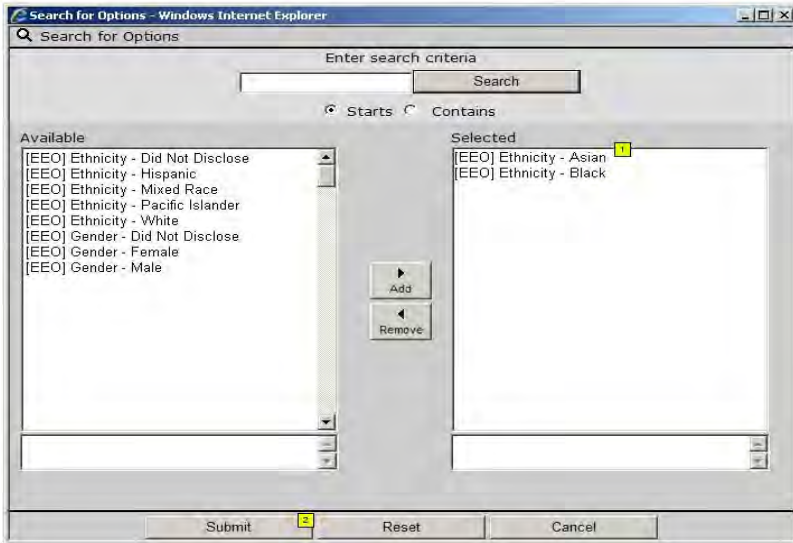 Search for Options - Windows Internet Explorer
Search for Options
Enter search criteria
Search
Starts Contains
Available Selected
[EEO] Ethnicity - Did Not Disclose
[EEO] Ethnicity - Hispanic
[EEO] Ethnicity - Mixed Race
[EEO] Ethnicity - Pacific Islander
[EEO] Ethnicity - White
[EEO] Gender - Did Not Disclose
[EEO] Gender - Female
[EEO] Gender - Male
Add
Remove
1
[EEO] Ethnicity - Asian
[EEO] Ethnicity - Black
Submit 2 Reset Cancel